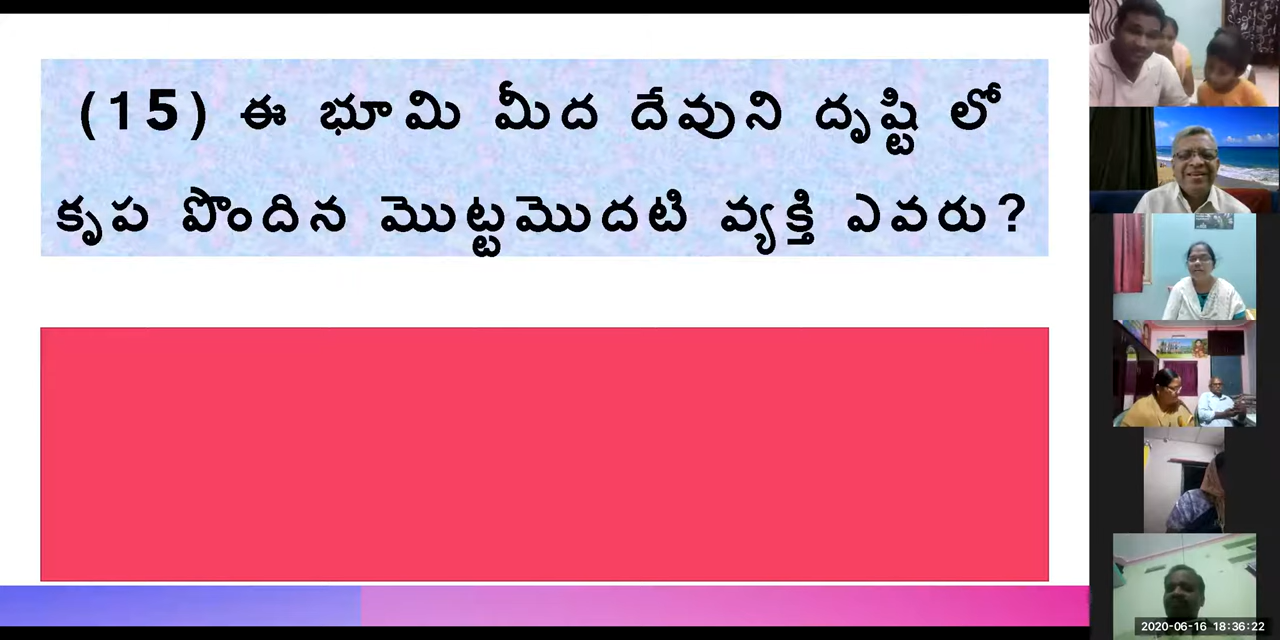 (15) ఈ భూమి మీద దేవుని దృష్టి లో
కృప పొందిన మొట్టమొదటి వ్యక్తి ఎవరు?
2020-06-16 18:36:22